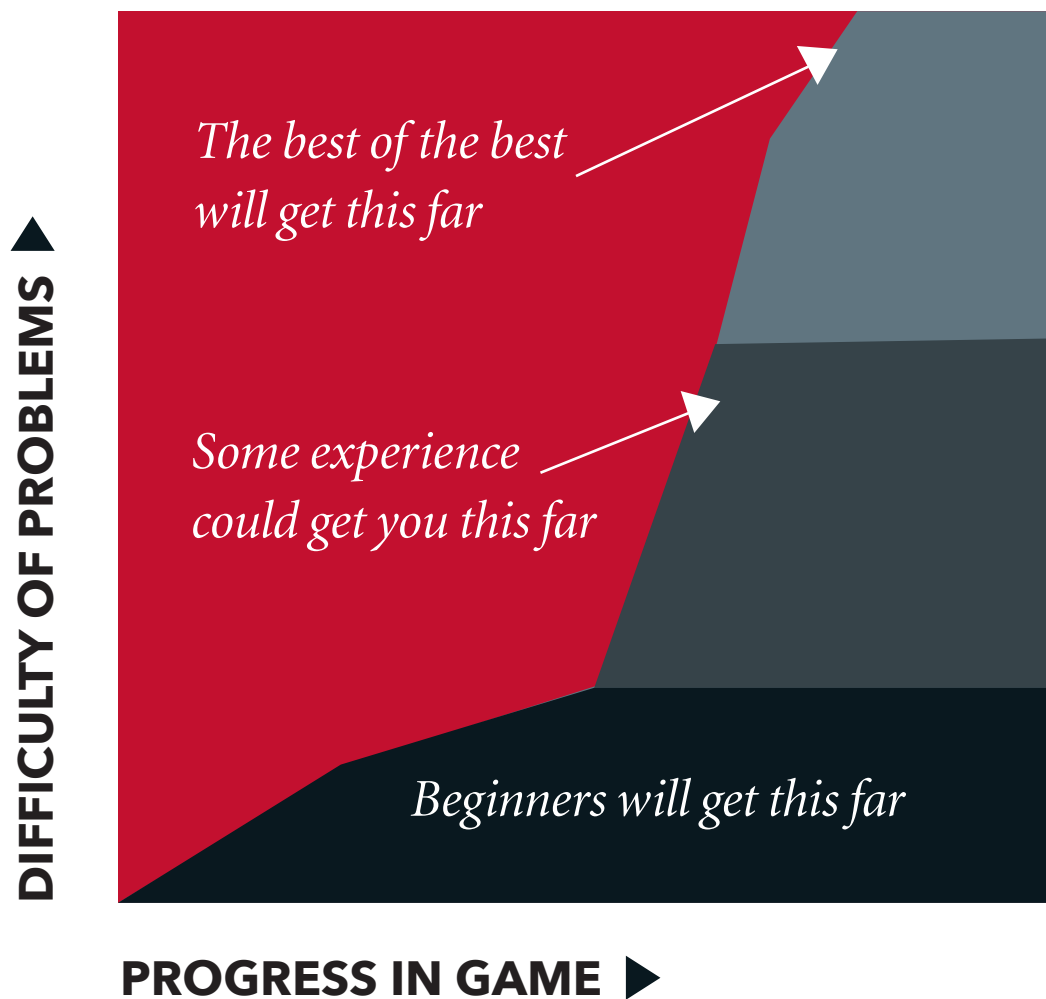 The best of the best
will get this far
Some experience
could get you this far
Beginners will get this far
DIFFICULTY OF PROBLEMS
PROGRESS IN GAME